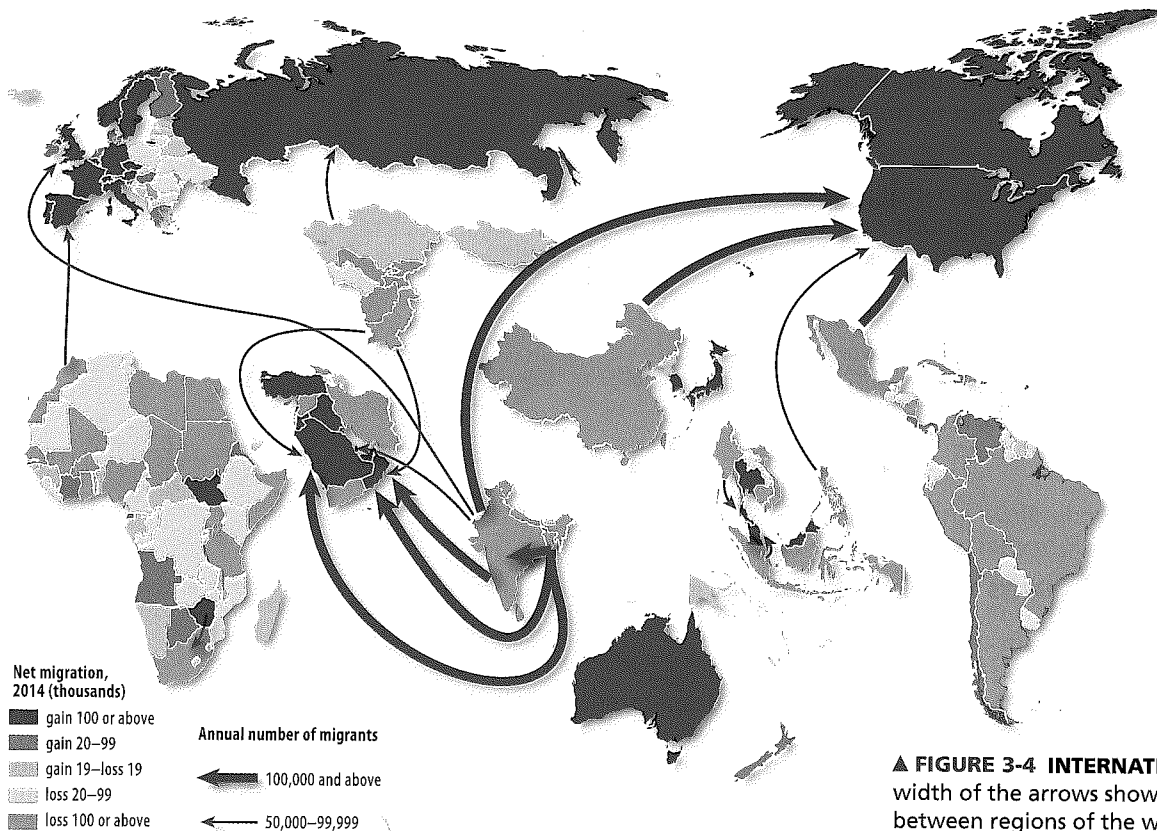 Net migration,
2014 (thousands)
gain 100 or above
gain 20–99
gain 19–loss 19
loss 20–99
loss 100 or above
Annual number of migrants
100,000 and above
50,000–99,999
▲ FIGURE 3-4 INTERNATI
width of the arrows show
between regions of the w